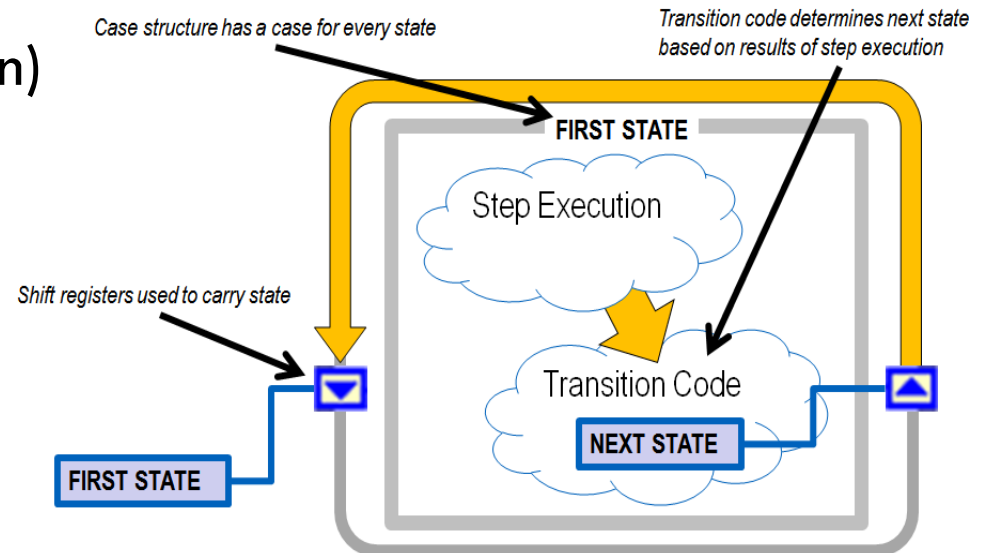 Case structure has a case for every state
Transition code determines next state
based on results of step execution
n)
FIRST STATE
Step Execution
Shift registers used to carry state
Transition Code
NEXT STATE
FIRST STATE